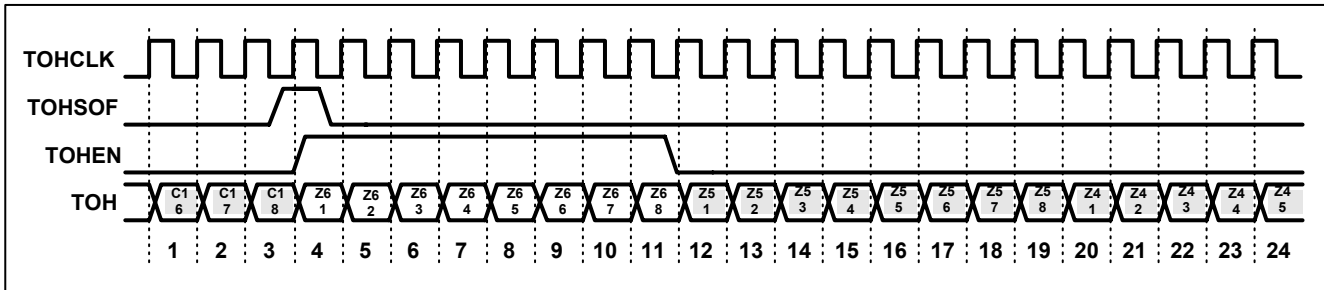 TOHCLK
TOHSOF
TOHEN
TOH
C1 C1 C1 Z6 Z6 Z6 Z6 Z6 Z6 Z6 Z6 Z5 Z5 Z5 Z5 Z5 Z5 Z5 Z5 Z4 Z4 Z4 Z4 Z4
6 7 8 1 2 3 4 5 6 7 8 1 2 3 4 5 6 7 8 1 2 3 4 5
1 2 3 4 5 6 7 8 9 10 11 12 13 14 15 16 17 18 19 20 21 22 23 24